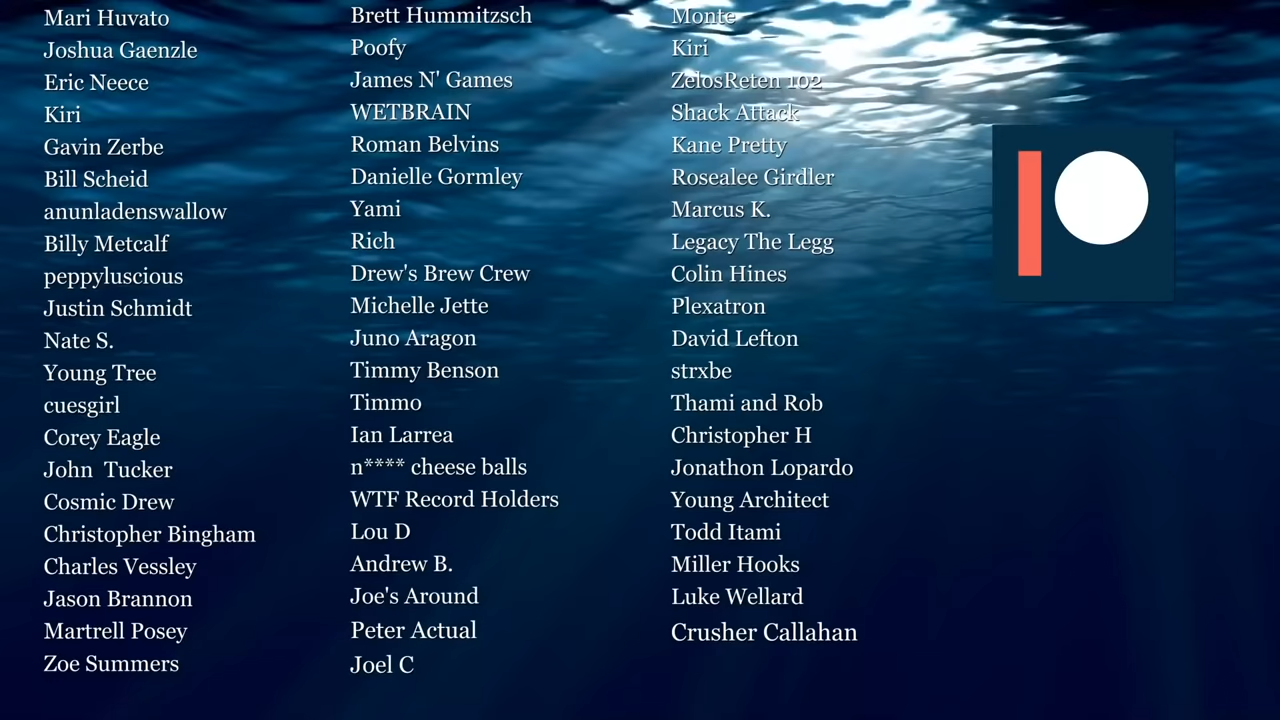 Mari Huvato
Joshua Gaenzle
Eric Neece
Kiri
Gavin Zerbe
Bill Scheid
anunladenswallow
Billy Metcalf
peppyluscious
Justin Schmidt
Nate S.
Young Tree
cuesgirl
Corey Eagle
John  Tucker
Cosmic Drew
Christopher Bingham
Charles Vessley
Jason Brannon
Martrell Posey
Zoe Summers
Brett Hummitzsch
Poofy
James N' Games
WETBRAIN
Roman Belvins
Danielle Gormley
Yami
Rich
Drew's Brew Crew
Michelle Jette
Juno Aragon
Timmy Benson
Timmo
Ian Larrea
n**** cheese balls
WTF Record Holders
Lou D
Andrew B.
Joe's Around
Peter Actual
Joel C
Monte
Kiri
ZelosReten 102
Shack Attack
Kane Pretty
Rosealee Girdler
Marcus K.
Legacy The Legg
Colin Hines
Plexatron
David Lefton
strxbe
Thami and Rob
Christopher H
Jonathon Lopardo
Young Architect
Todd Itami
Miller Hooks
Luke Wellard
Crusher Callahan